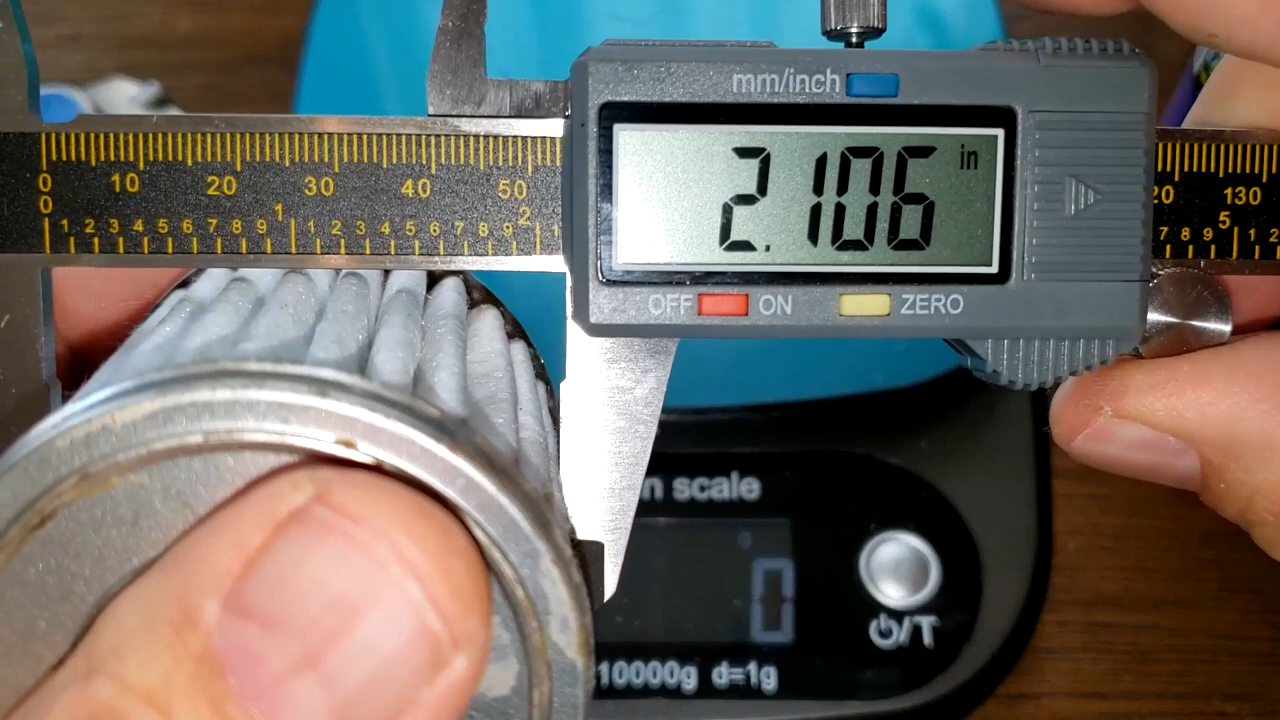 mm/inch
2.106 in
OFF ON ZERO
0 10 20 30 40 50
0 1 2 3 4 5 6 7 8 9 1 1 2 3 4 5 6 7 8 9 2 1
20 130
7 8 9 5 1 2
n scale
0
⏻/T
10000g d=1g